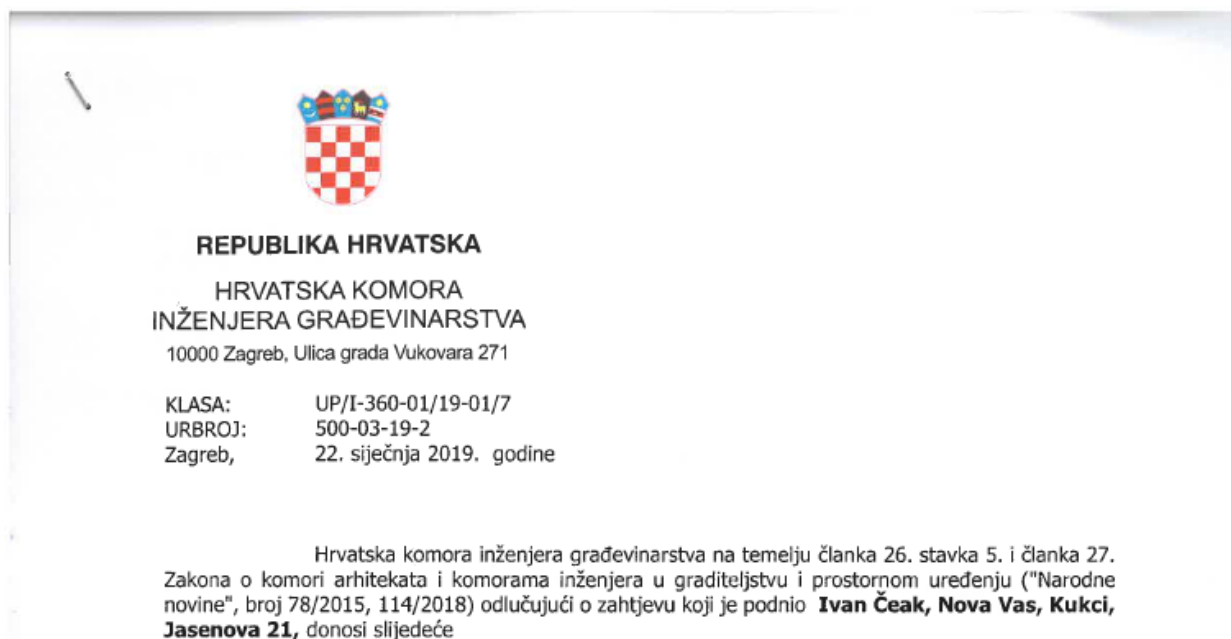 REPUBLIKA HRVATSKA
HRVATSKA KOMORA
INŽENJERA GRAĐEVINARSTVA
10000 Zagreb, Ulica grada Vukovara 271
KLASA: UP/I-360-01/19-01/7
URBROJ: 500-03-19-2
Zagreb, 22. siječnja 2019. godine
Hrvatska komora inženjera građevinarstva na temelju članka 26. stavka 5. i članka 27.
Zakona o komori arhitekata i komorama inženjera u graditeljstvu i prostornom uređenju ("Narodne
novine", broj 78/2015, 114/2018) odlučujući o zahtjevu koji je podnio Ivan Čeak, Nova Vas, Kukci,
Jasenova 21, donosi slijedeće